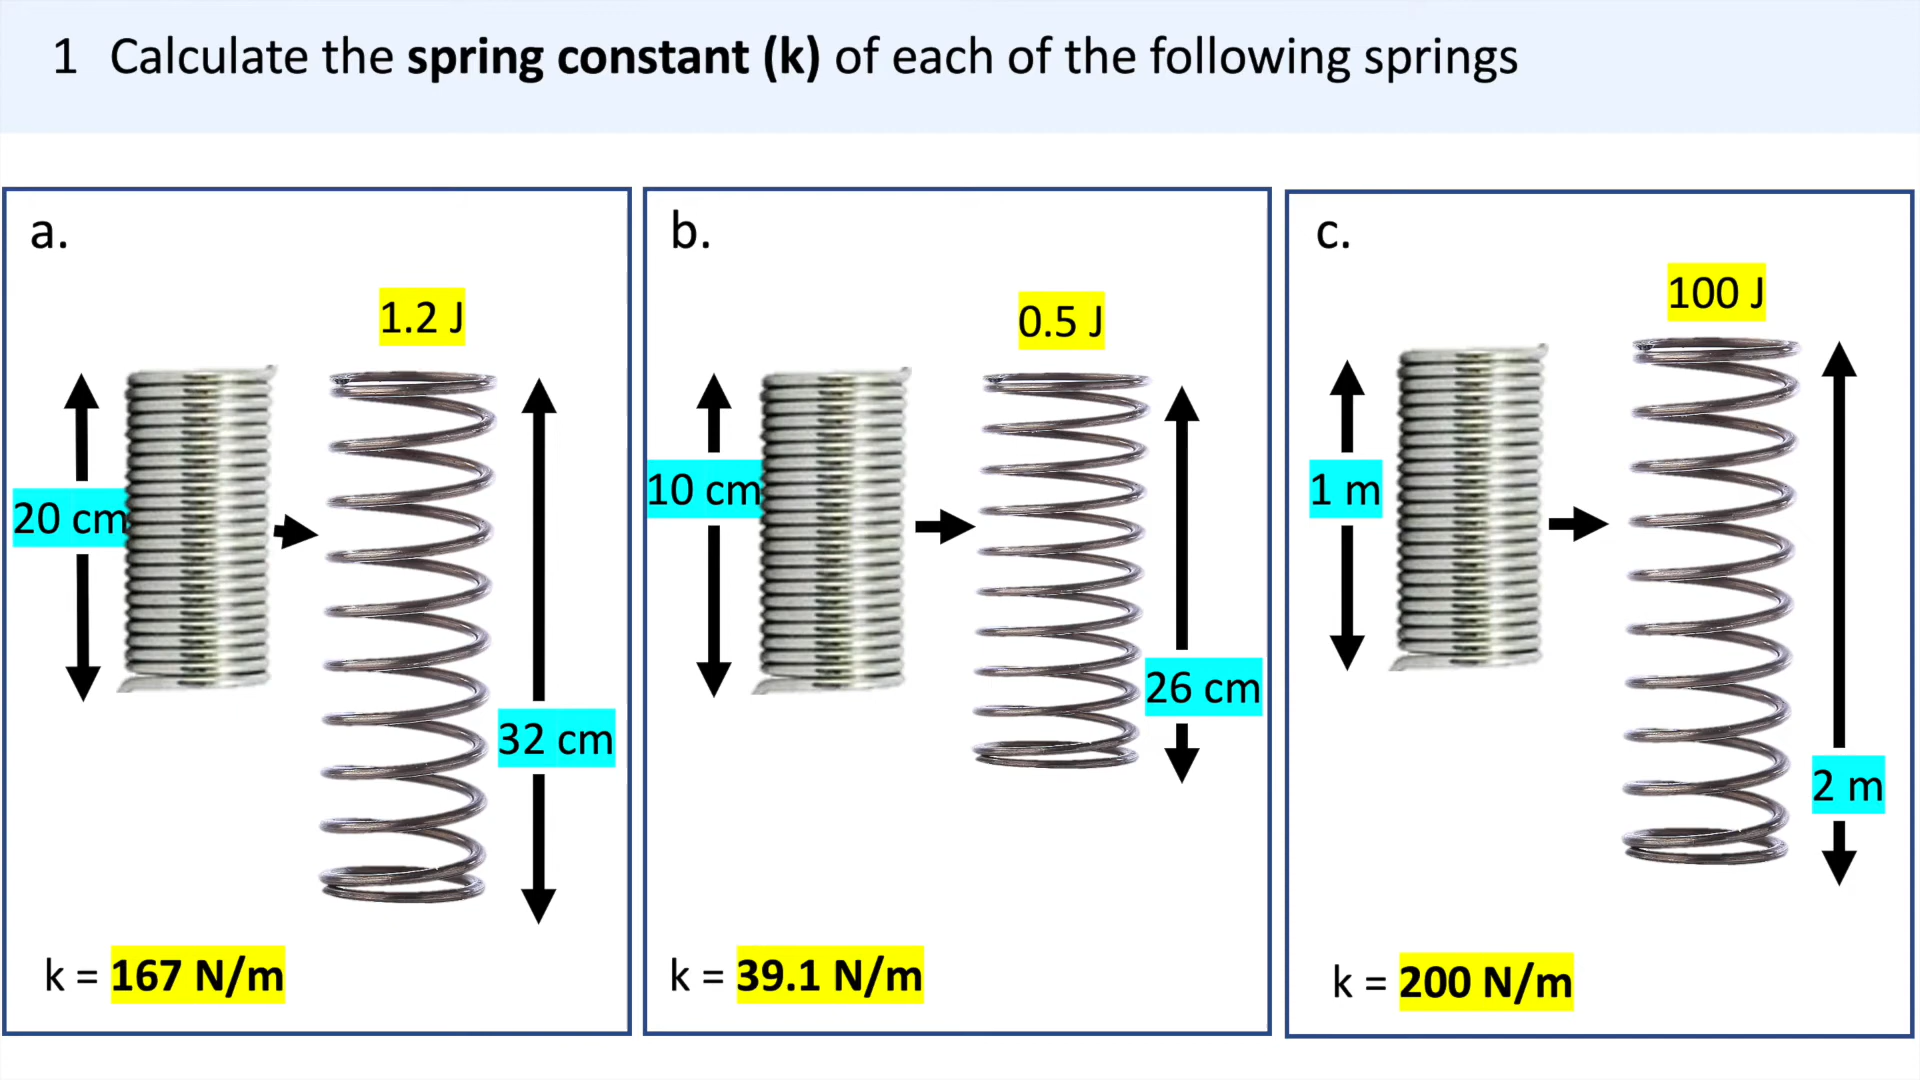 1 Calculate the spring constant (k) of each of the following springs
a.
1.2 J
20 cm
32 cm
k = 167 N/m
b.
0.5 J
10 cm
26 cm
k = 39.1 N/m
c.
100 J
1 m
2 m
k = 200 N/m